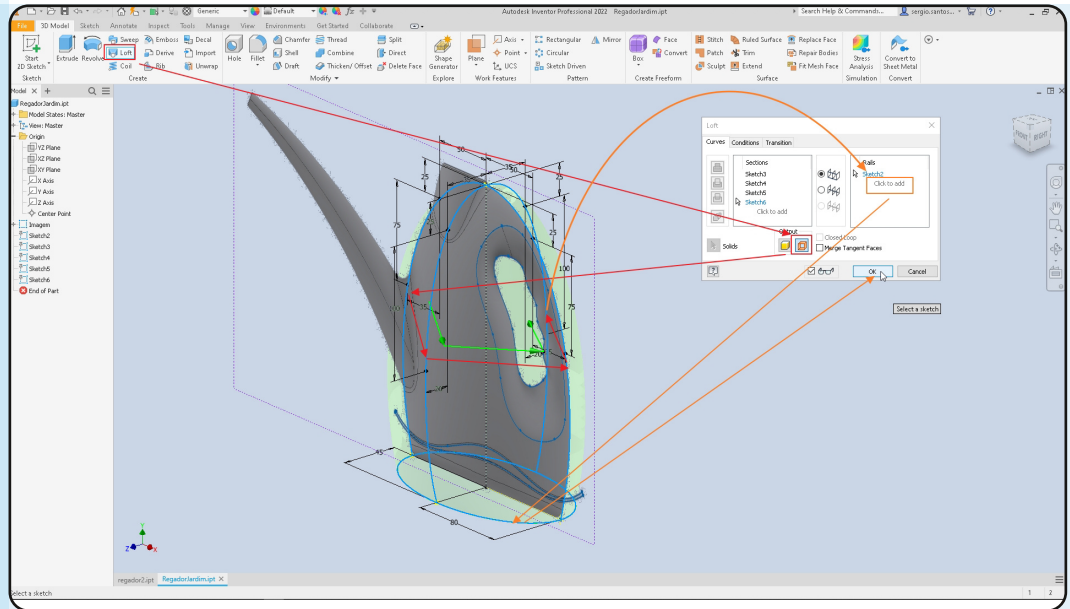 Generic
Default
Autodesk Inventor Professional 2022 RegadorJardim.ipt
Search Help & Commands...
sergio.santos...
File
3D Model
Sketch
Annotate
Inspect
Tools
Manage
View
Environments
Get Started
Collaborate
Start
2D Sketch
Extrude
Revolve
Sweep
Emboss
Decal
Loft
Derive
Import
Coil
Rib
Unwrap
Hole
Fillet
Chamfer
Thread
Split
Shell
Combine
Direct
Draft
Thicken/ Offset
Delete Face
Shape
Generator
Plane
Axis
Point
UCS
Rectangular
Mirror
Circular
Sketch Driven
Box
Face
Convert
Stitch
Ruled Surface
Replace Face
Patch
Trim
Repair Bodies
Sculpt
Extend
Fit Mesh Face
Stress
Analysis
Convert to
Sheet Metal
Sketch
Create
Modify
Explore
Work Features
Pattern
Create Freeform
Surface
Simulation
Convert
Model
RegadorJardim.ipt
Model States: Master
View: Master
Origin
YZ Plane
XZ Plane
XY Plane
X Axis
Y Axis
Z Axis
Center Point
Imagem
Sketch2
Sketch3
Sketch4
Sketch5
Sketch6
End of Part
50
25
25
75
25
100
75
35
45
80
Y
Z
X
FRONT
RIGHT
Loft
Curves
Conditions
Transition
Sections
Rails
Sketch3
Sketch4
Sketch5
Sketch6
Click to add
Sketch2
Click to add
Output
Solids
Closed Loop
Merge Tangent Faces
OK
Cancel
Select a sketch
regador2.ipt
RegadorJardim.ipt
Select a sketch
1
2